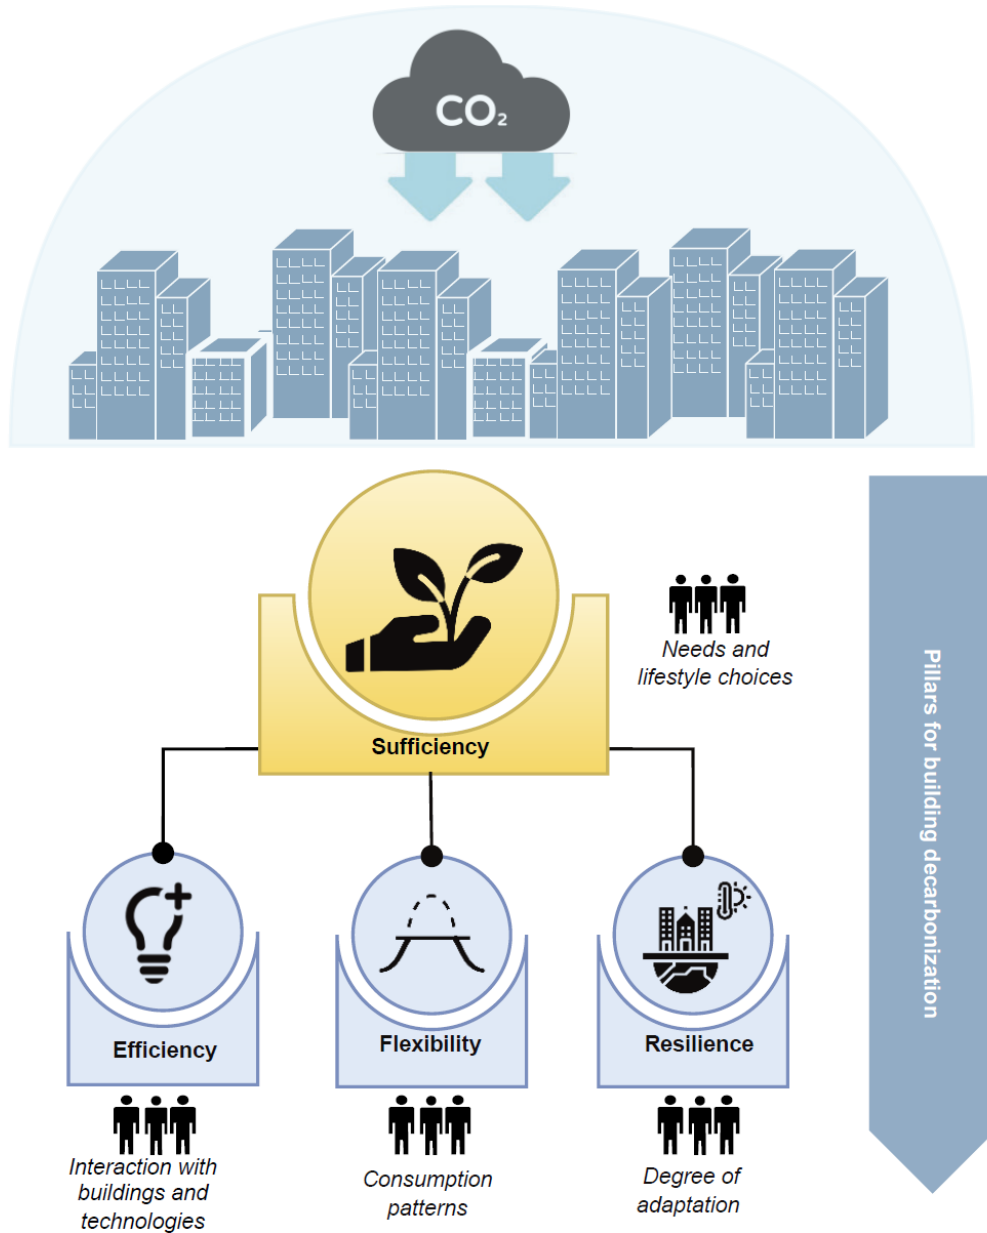 CO₂
Needs and
lifestyle choices
Sufficiency
Pillars for building decarbonization
Efficiency
Flexibility
Resilience
Interaction with
buildings and
technologies
Consumption
patterns
Degree of
adaptation